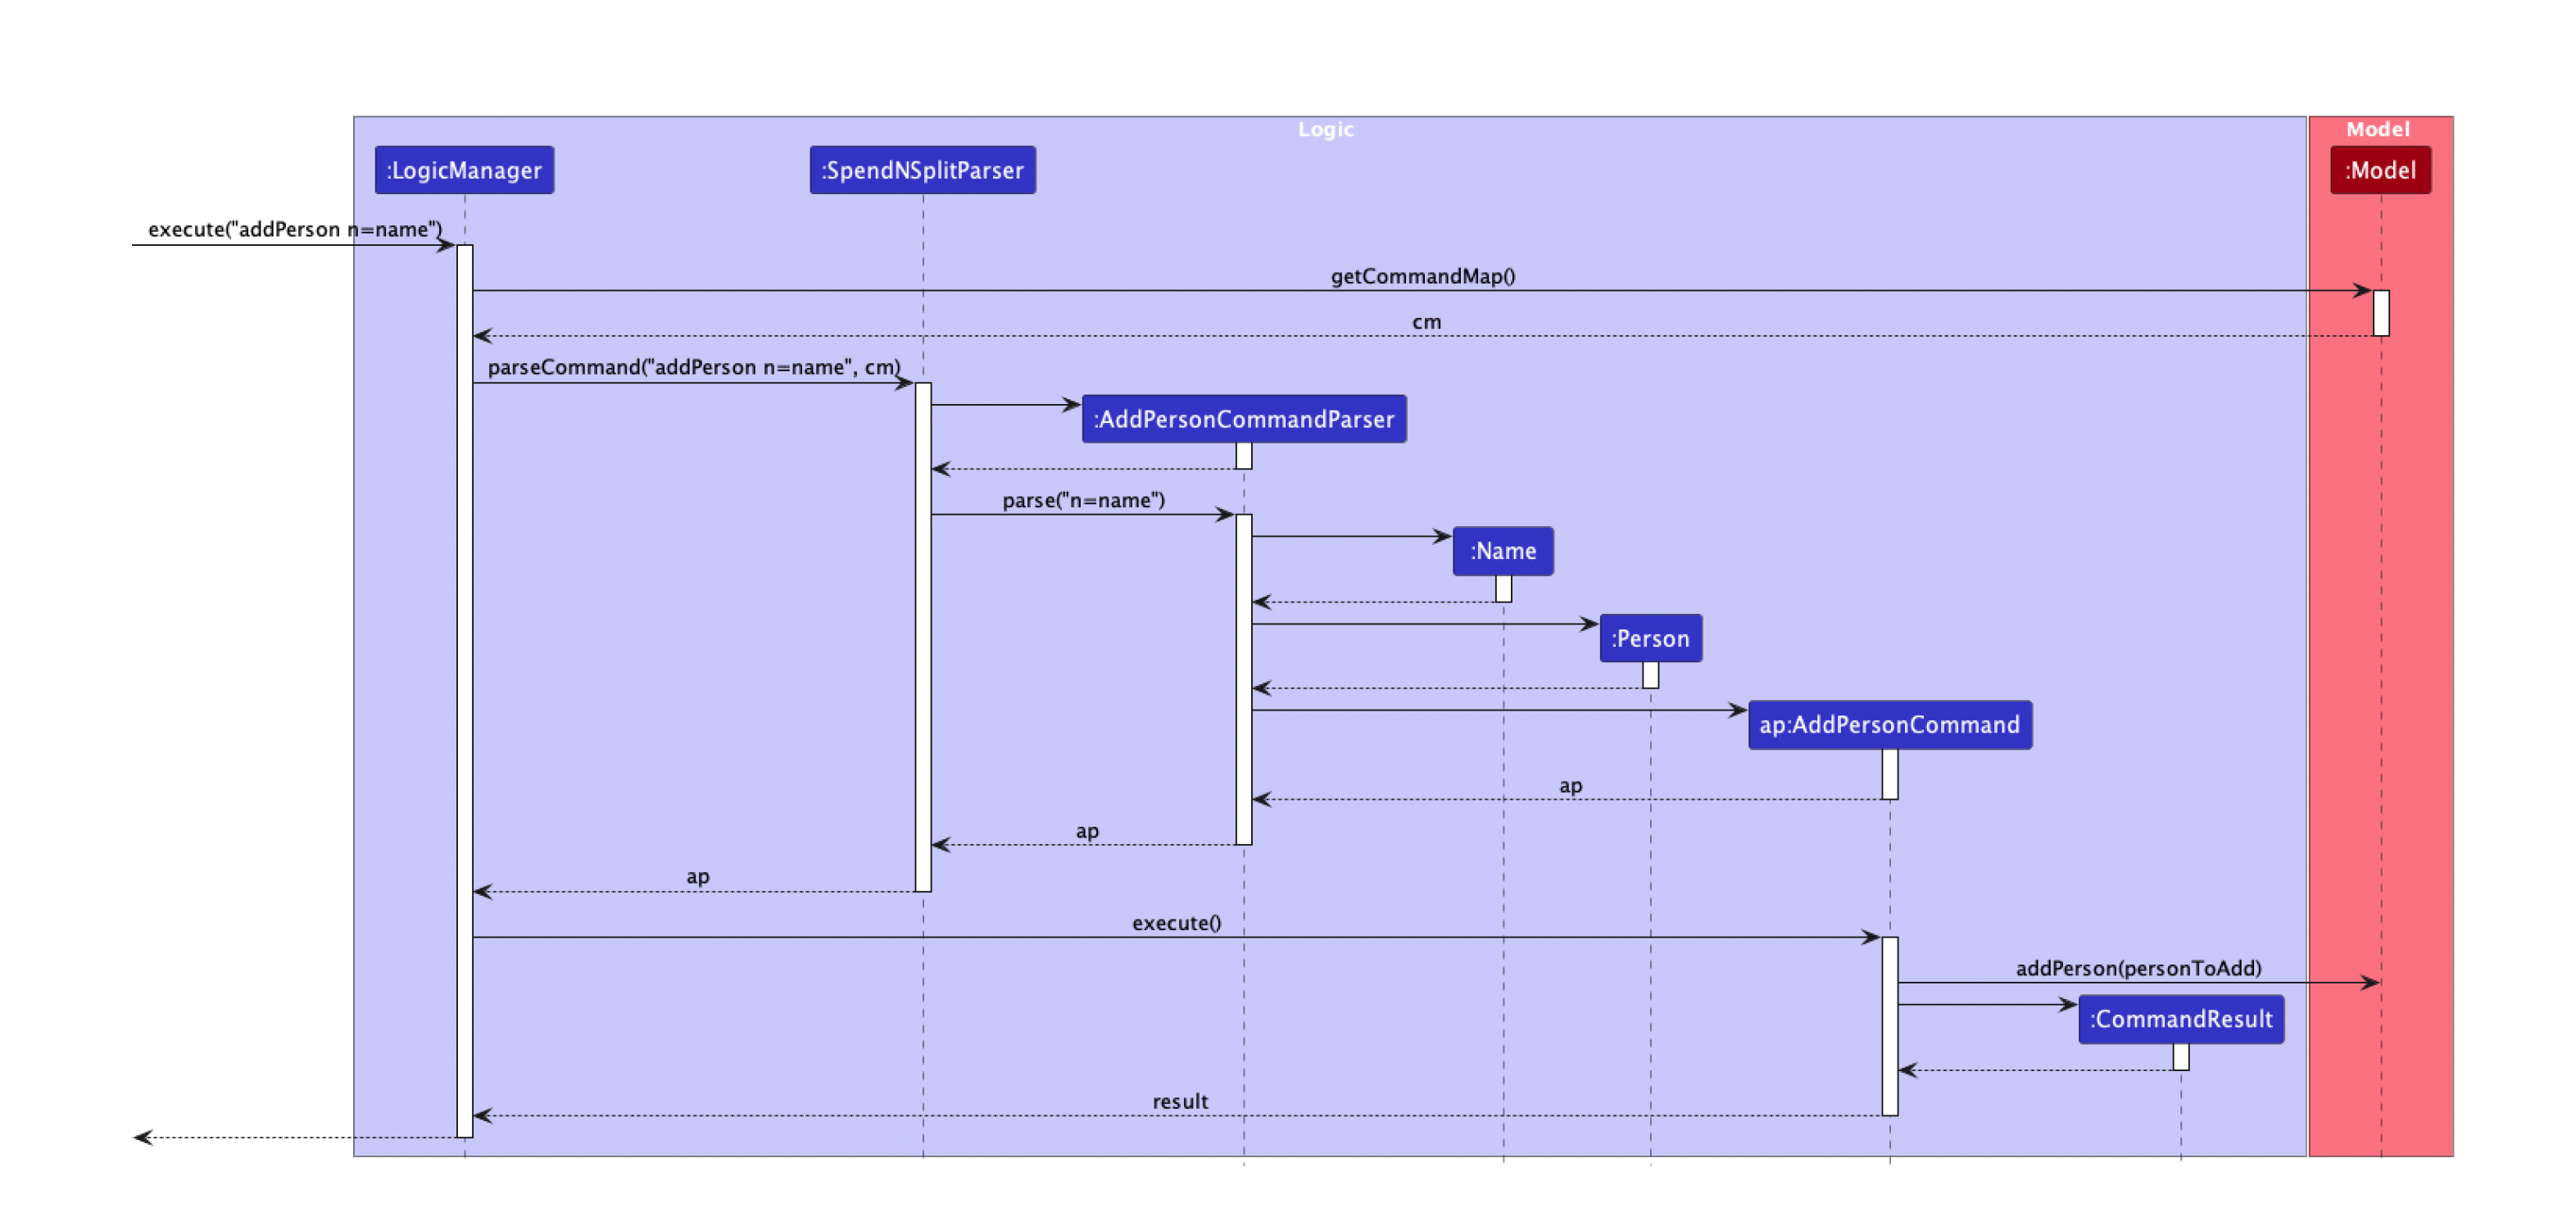 Logic
Model
:LogicManager
:SpendNSplitParser
:Model
execute("addPerson n=name")
getCommandMap()
cm
parseCommand("addPerson n=name", cm)
:AddPersonCommandParser
parse("n=name")
:Name
:Person
ap:AddPersonCommand
ap
ap
ap
execute()
addPerson(personToAdd)
:CommandResult
result